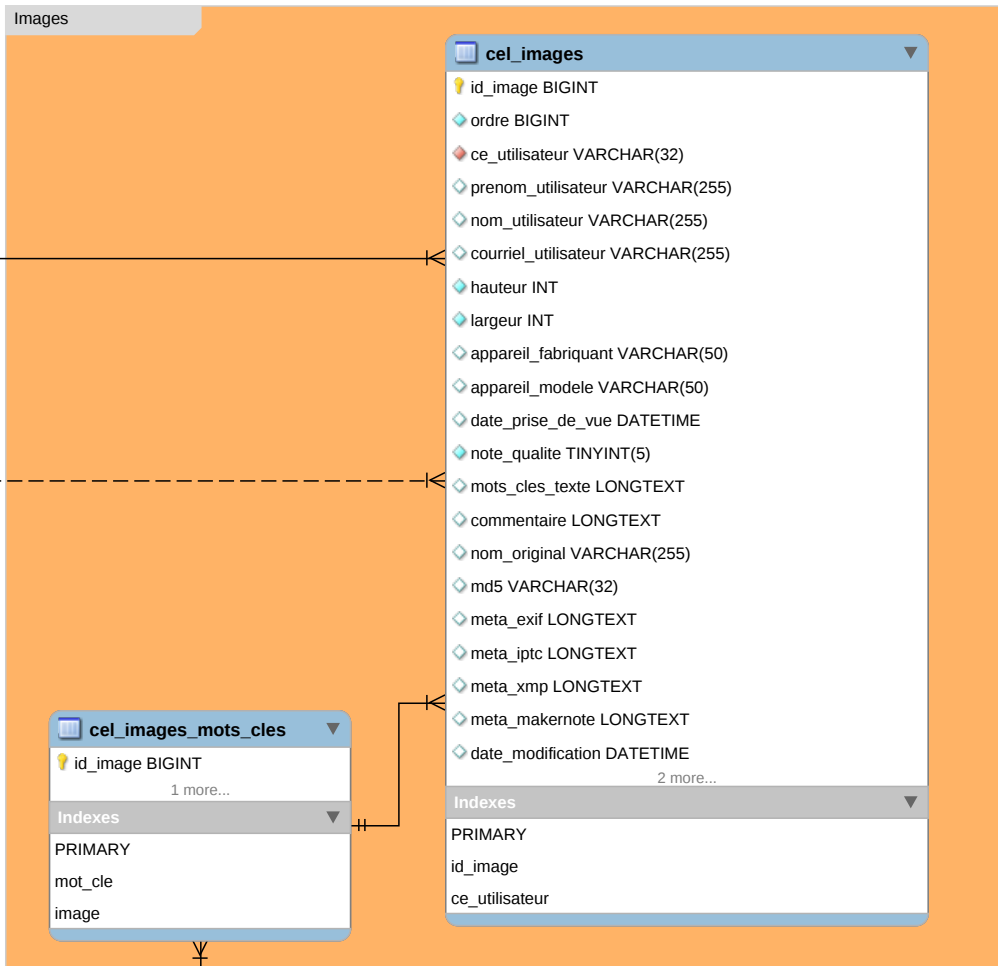 Images
cel_images
id_image BIGINT
ordre BIGINT
ce_utilisateur VARCHAR(32)
prenom_utilisateur VARCHAR(255)
nom_utilisateur VARCHAR(255)
courriel_utilisateur VARCHAR(255)
hauteur INT
largeur INT
appareil_fabriquant VARCHAR(50)
appareil_modele VARCHAR(50)
date_prise_de_vue DATETIME
note_qualite TINYINT(5)
mots_cles_texte LONGTEXT
commentaire LONGTEXT
nom_original VARCHAR(255)
md5 VARCHAR(32)
meta_exif LONGTEXT
meta_iptc LONGTEXT
meta_xmp LONGTEXT
meta_makernote LONGTEXT
date_modification DATETIME
2 more...
Indexes
PRIMARY
id_image
ce_utilisateur
cel_images_mots_cles
id_image BIGINT
1 more...
Indexes
PRIMARY
mot_cle
image